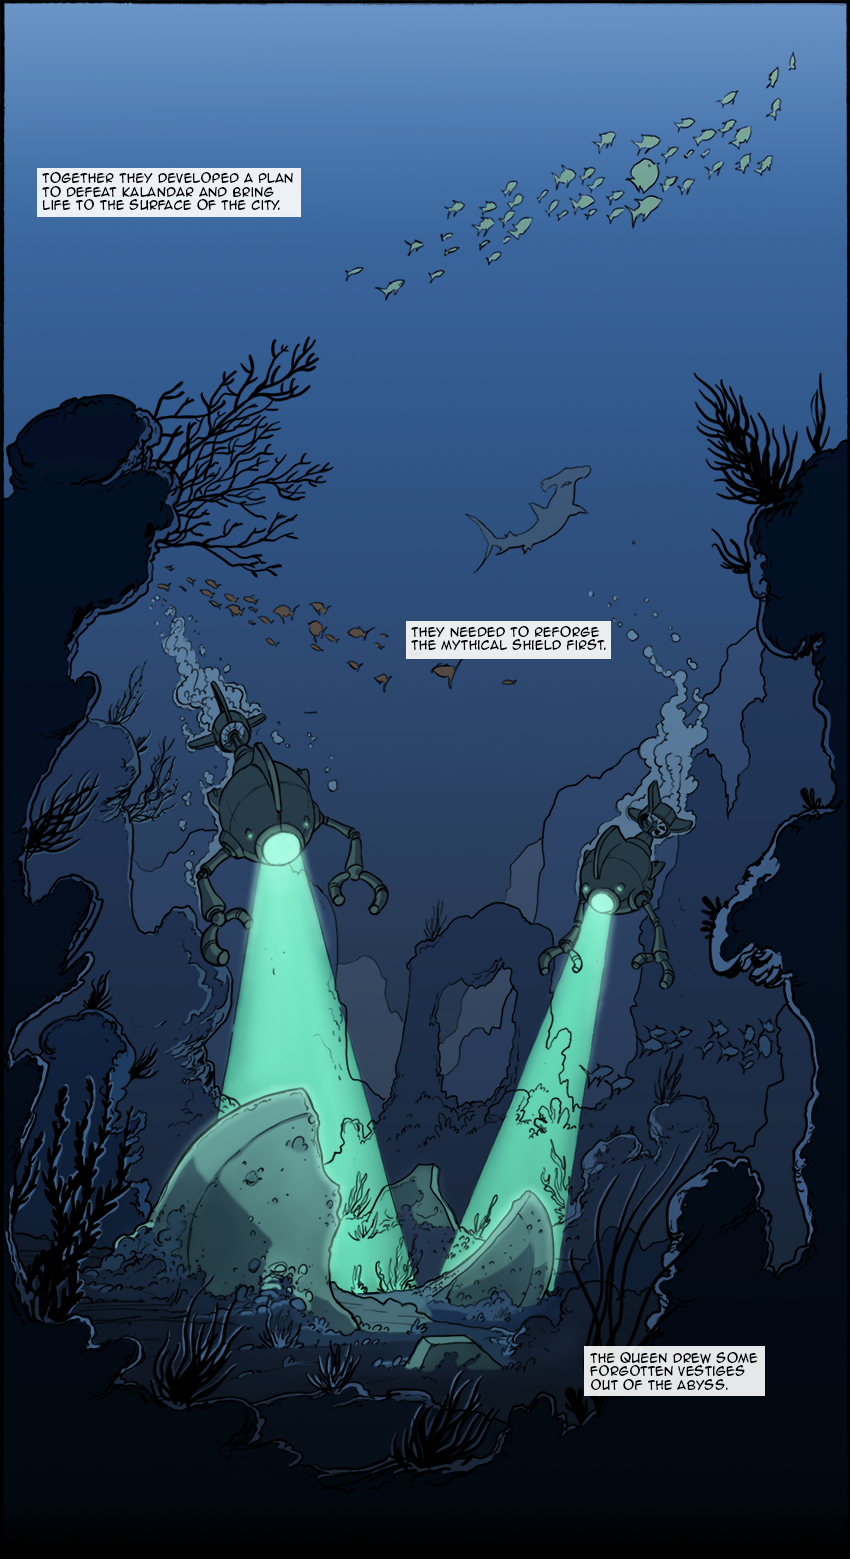 TOGETHER THEY DEVELOPED A PLAN
TO DEFEAT KALANDAR AND BRING
LIFE TO THE SURFACE OF THE CITY.
THEY NEEDED TO REFORGE
THE MYTHICAL SHIELD FIRST.
THE QUEEN DREW SOME
FORGOTTEN VESTIGES
OUT OF THE ABYSS.